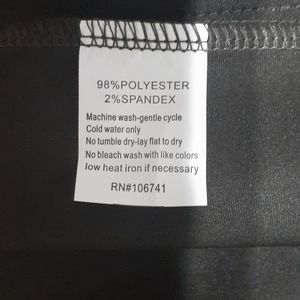 98%POLYESTER
2%SPANDEX
Machine wash-gentle cycle
Cold water only
No tumble dry-lay flat to dry
No bleach wash with like colors
low heat iron if necessary
RN#106741